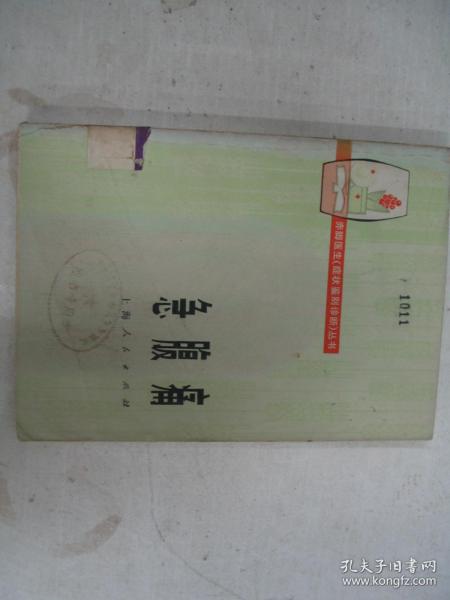 赤脚医生《症状鉴别诊断》丛书
1011
急腹痛
上海人民出版社
孔夫子旧书网
www.kongfz.com